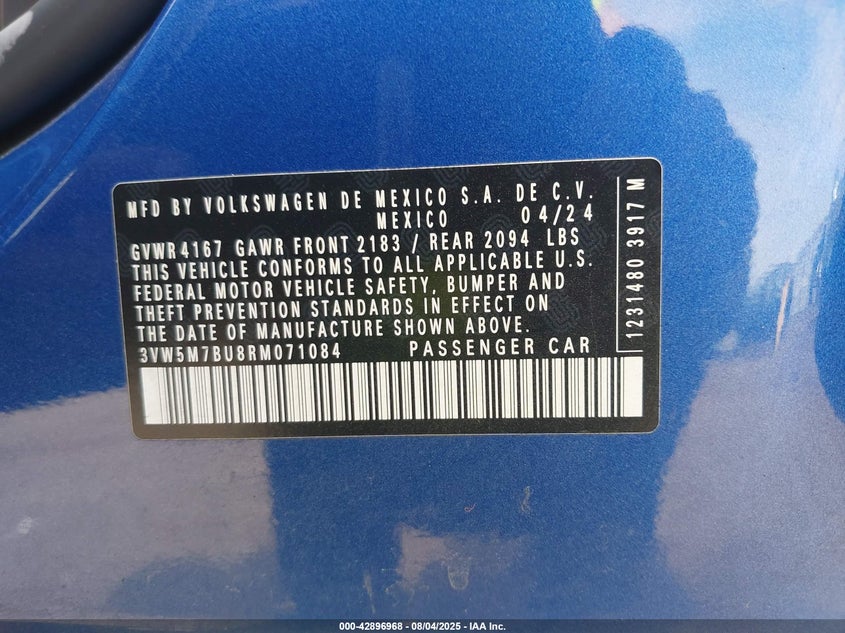 MFD BY VOLKSWAGEN DE MEXICO S.A. DE C.V.
MEXICO 04/24
GVWR 4167 GAWR FRONT 2183 / REAR 2094 LBS
THIS VEHICLE CONFORMS TO ALL APPLICABLE U.S.
FEDERAL MOTOR VEHICLE SAFETY, BUMPER AND
THEFT PREVENTION STANDARDS IN EFFECT ON
THE DATE OF MANUFACTURE SHOWN ABOVE.
3VW5M7BU8RM071084 PASSENGER CAR
1231480 3917 M
000-42896968 - 08/04/2025 - IAA Inc.